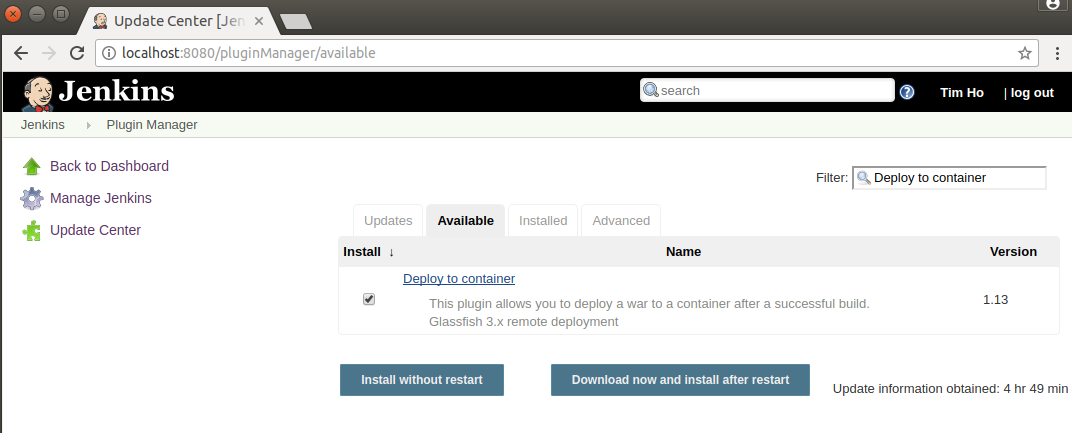 Update Center [Jen
localhost:8080/pluginManager/available
Jenkins
search
Tim Ho
| log out
Jenkins
Plugin Manager
Back to Dashboard
Manage Jenkins
Update Center
Filter: Deploy to container
Updates
Available
Installed
Advanced
Install ↓
Name
Version
Deploy to container
This plugin allows you to deploy a war to a container after a successful build.
Glassfish 3.x remote deployment
1.13
Install without restart
Download now and install after restart
Update information obtained: 4 hr 49 min